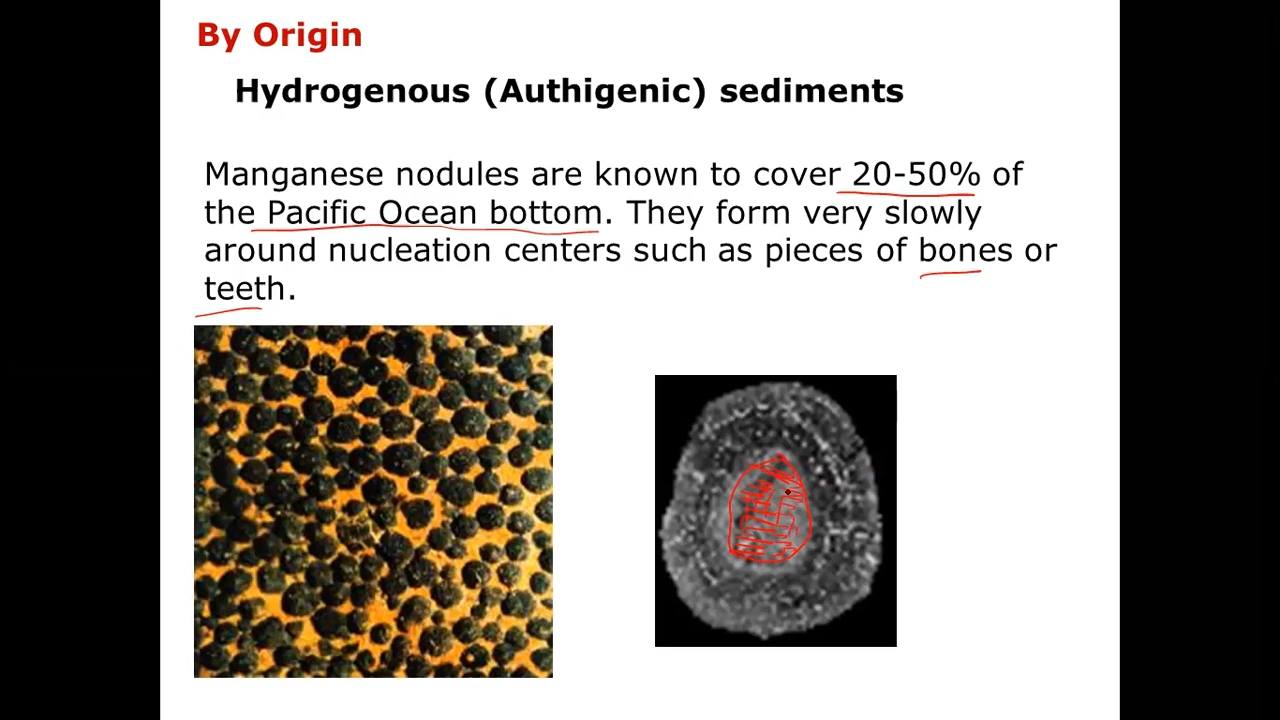 By Origin
Hydrogenous (Authigenic) sediments
Manganese nodules are known to cover 20-50% of
the Pacific Ocean bottom. They form very slowly
around nucleation centers such as pieces of bones or
teeth.